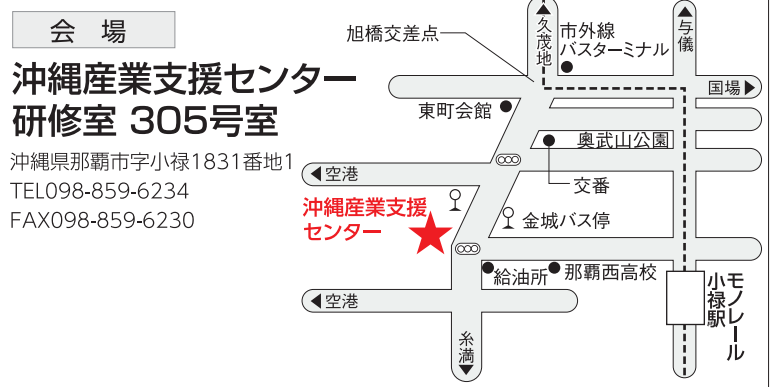 会 場
沖縄産業支援センター
研修室 305号室
沖縄県那覇市字小禄1831番地1
TEL098-859-6234
FAX098-859-6230
旭橋交差点
久茂地
市外線
バスターミナル
与儀
国場
東町会館
奥武山公園
空港
交番
沖縄産業支援
センター
金城バス停
給油所
那覇西高校
空港
糸満
モノレール
小禄駅